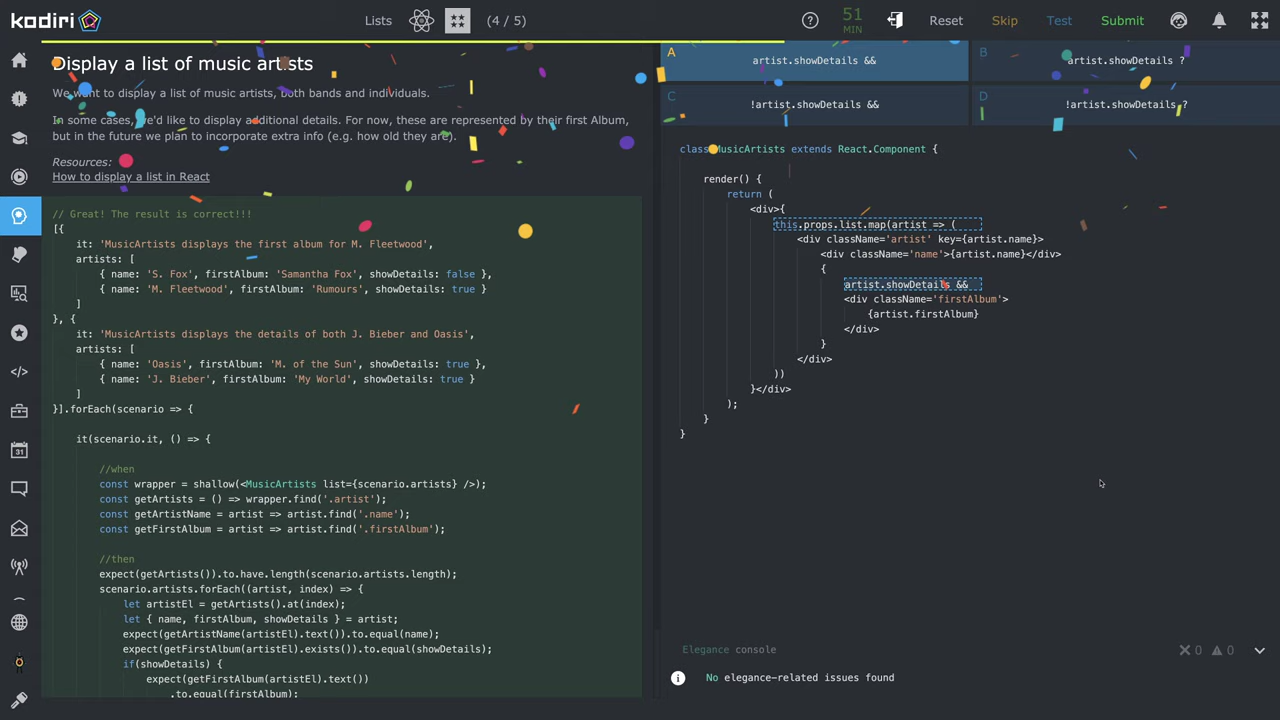 kodiri
Lists
(4 / 5)
51
MIN
Reset
Skip
Test
Submit
Display a list of music artists
We want to display a list of music artists, both bands and individuals.
In some cases, we'd like to display additional details. For now, these are represented by their first Album,
but in the future we plan to incorporate extra info (e.g. how old they are).
Resources:
How to display a list in React
// Great! The result is correct!!!
[{
it: 'MusicArtists displays the first album for M. Fleetwood',
artists: [
{ name: 'S. Fox', firstAlbum: 'Samantha Fox', showDetails: false },
{ name: 'M. Fleetwood', firstAlbum: 'Rumours', showDetails: true }
]
}, {
it: 'MusicArtists displays the details of both J. Bieber and Oasis',
artists: [
{ name: 'Oasis', firstAlbum: 'M. of the Sun', showDetails: true },
{ name: 'J. Bieber', firstAlbum: 'My World', showDetails: true }
]
}].forEach(scenario => {
it(scenario.it, () => {
//when
const wrapper = shallow(<MusicArtists list={scenario.artists} />);
const getArtists = () => wrapper.find('.artist');
const getArtistName = artist => artist.find('.name');
const getFirstAlbum = artist => artist.find('.firstAlbum');
//then
expect(getArtists()).to.have.length(scenario.artists.length);
scenario.artists.forEach((artist, index) => {
let artistEl = getArtists().at(index);
let { name, firstAlbum, showDetails } = artist;
expect(getArtistName(artistEl).text()).to.equal(name);
expect(getFirstAlbum(artistEl).exists()).to.equal(showDetails);
if(showDetails) {
expect(getFirstAlbum(artistEl).text())
.to.equal(firstAlbum);
A
artist.showDetails &&
B
artist.showDetails ?
C
!artist.showDetails &&
D
!artist.showDetails ?
class MusicArtists extends React.Component {
render() {
return (
<div>{
this.props.list.map(artist => (
<div className='artist' key={artist.name}>
<div className='name'>{artist.name}</div>
{
artist.showDetails &&
<div className='firstAlbum'>
{artist.firstAlbum}
</div>
}
</div>
))
}</div>
);
}
}
Elegance console
0
0
No elegance-related issues found
31